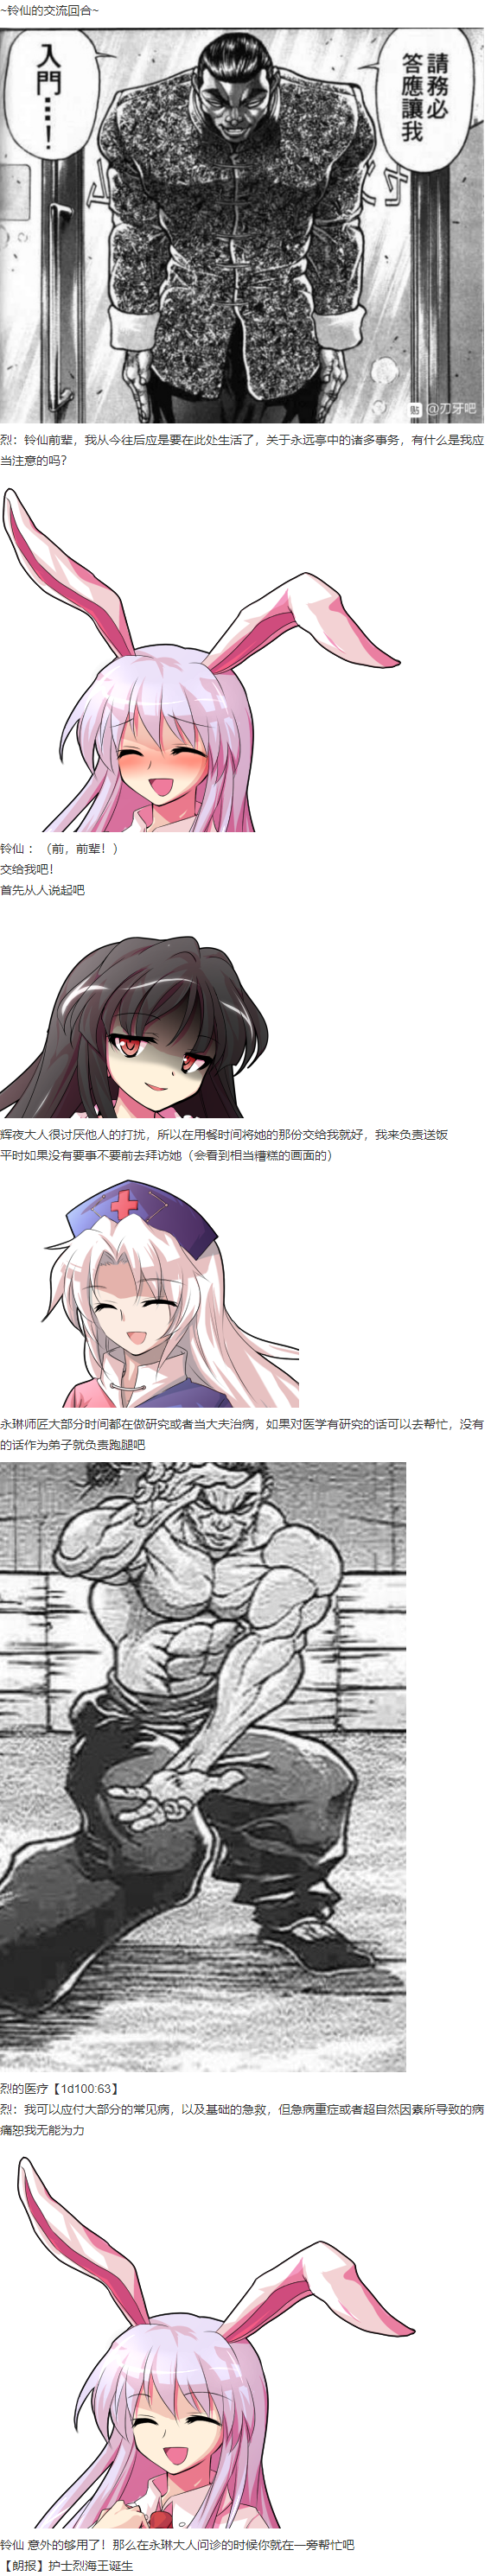 ~铃仙的交流回合~
請務必
答應讓我
入門…！
貼 @刃牙吧
烈：铃仙前辈，我从今往后应是要在此处生活了，关于永远亭中的诸多事务，有什么是我应
当注意的吗？
铃仙 ：（前，前辈！）
交给我吧！
首先从人说起吧
辉夜大人很讨厌他人的打扰，所以在用餐时间将她的那份交给我就好，我来负责送饭
平时如果没有要事不要前去拜访她（会看到相当糟糕的画面的）
永琳师匠大部分时间都在做研究或者当大夫治病，如果对医学有研究的话可以去帮忙，没有
的话作为弟子就负责跑腿吧
烈的医疗【1d100:63】
烈：我可以应付大部分的常见病，以及基础的急救，但急病重症或者超自然因素所导致的病
痛恕我无能为力
铃仙 意外的够用了！那么在永琳大人问诊的时候你就在一旁帮忙吧
【朗报】护士烈海王诞生